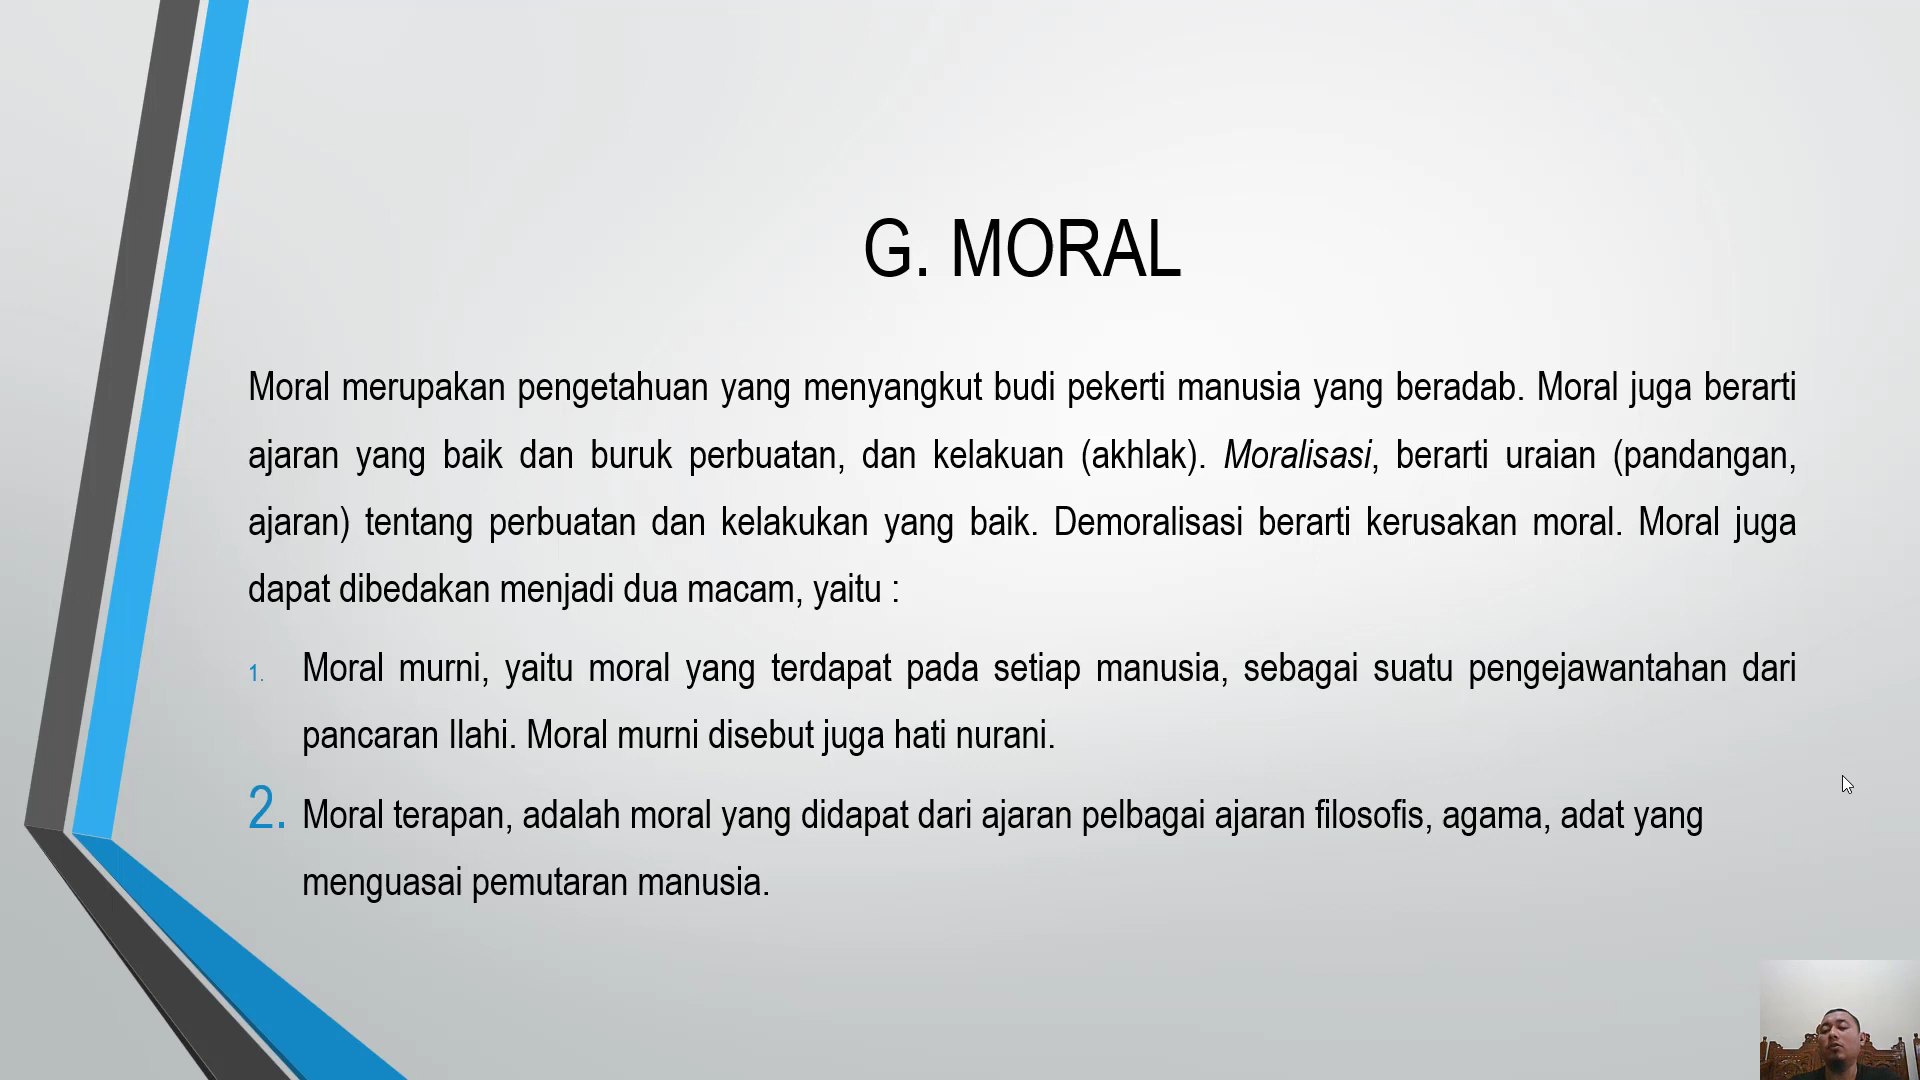 G. MORAL
Moral merupakan pengetahuan yang menyangkut budi pekerti manusia yang beradab. Moral juga berarti
ajaran yang baik dan buruk perbuatan, dan kelakuan (akhlak). Moralisasi, berarti uraian (pandangan,
ajaran) tentang perbuatan dan kelakukan yang baik. Demoralisasi berarti kerusakan moral. Moral juga
dapat dibedakan menjadi dua macam, yaitu :
1. Moral murni, yaitu moral yang terdapat pada setiap manusia, sebagai suatu pengejawantahan dari
pancaran Ilahi. Moral murni disebut juga hati nurani.
2. Moral terapan, adalah moral yang didapat dari ajaran pelbagai ajaran filosofis, agama, adat yang
menguasai pemutaran manusia.